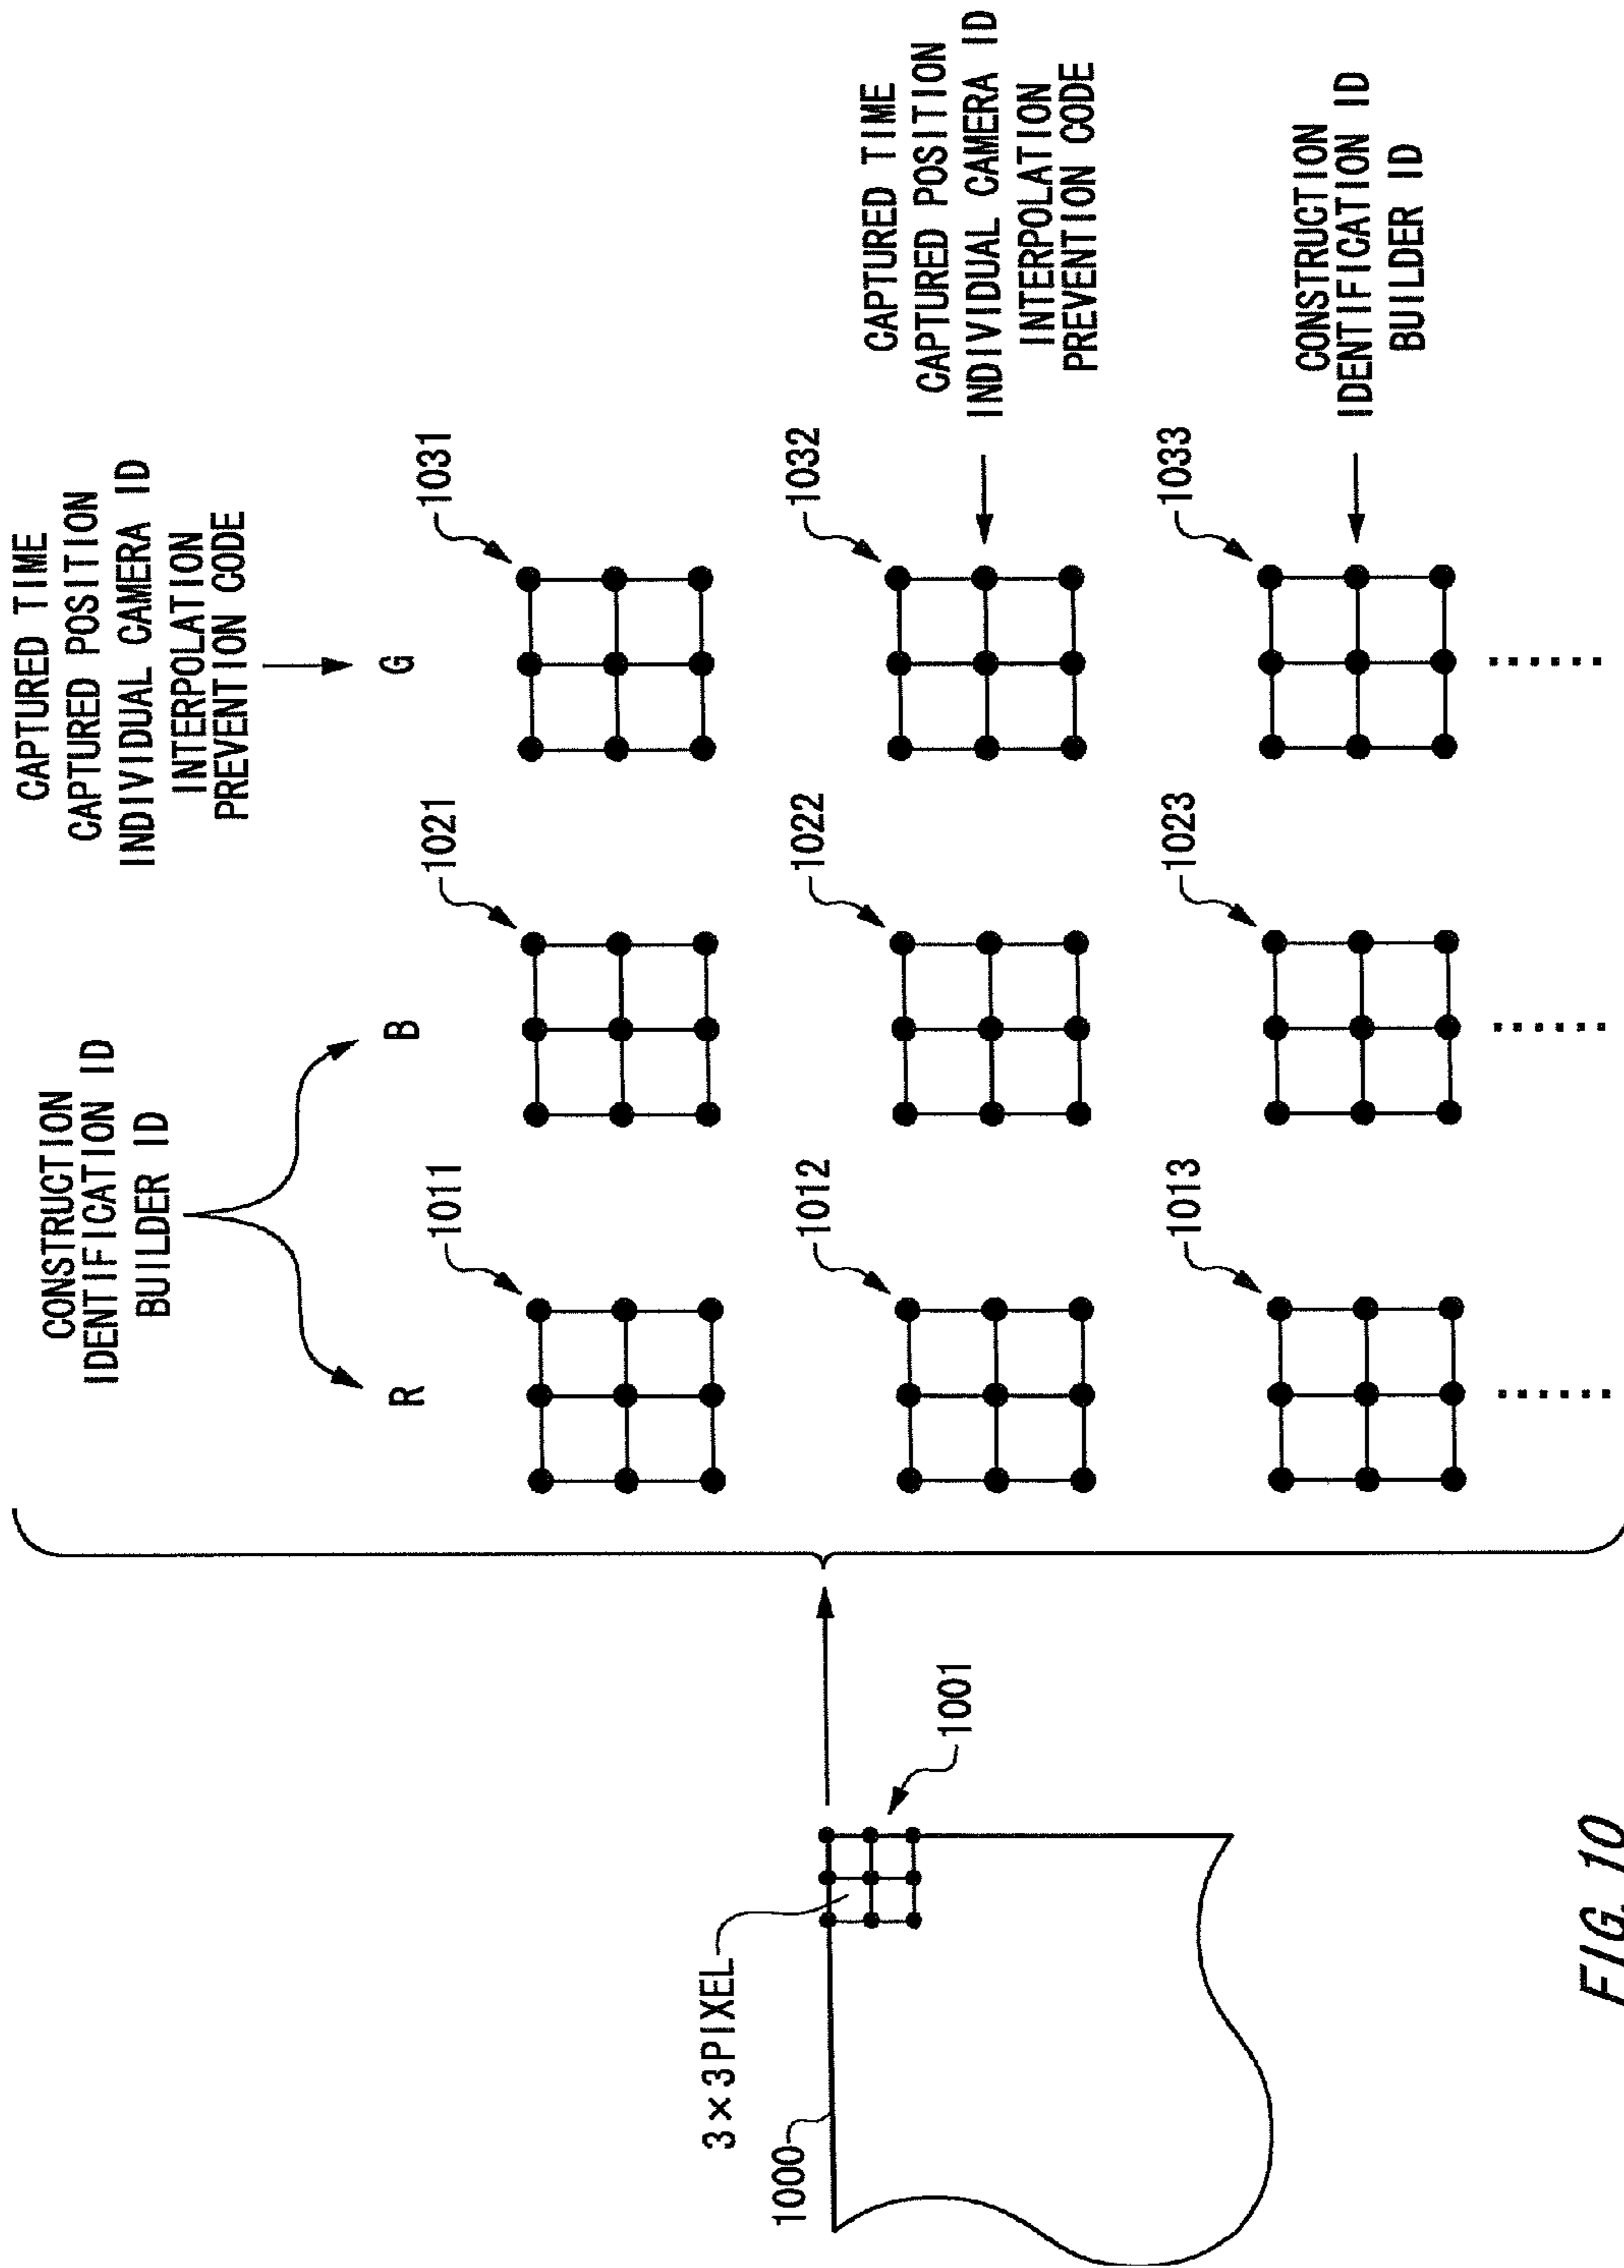 CONSTRUCTION
IDENTIFICATION ID
BUILDER ID
CAPTURED TIME
CAPTURED POSITION
INDIVIDUAL CAMERA ID
INTERPOLATION
PREVENTION CODE
R
B
G
1011
1021
1031
1012
1022
1032
CAPTURED TIME
CAPTURED POSITION
INDIVIDUAL CAMERA ID
INTERPOLATION
PREVENTION CODE
1013
1023
1033
CONSTRUCTION
IDENTIFICATION ID
BUILDER ID
3×3PIXEL
1000
1001
FIG. 10